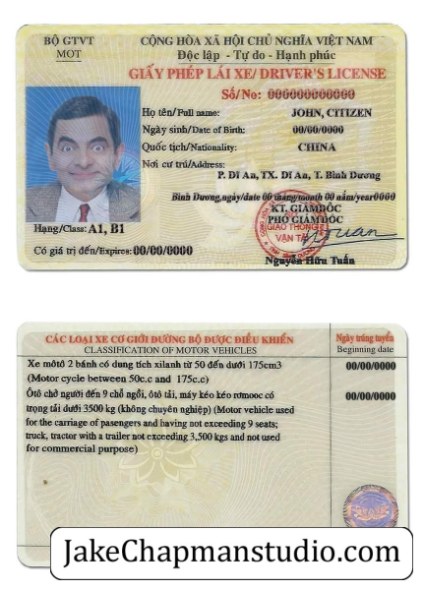 BỘ GTVT
MOT
CỘNG HÒA XÃ HỘI CHỦ NGHĨA VIỆT NAM
Độc lập - Tự do - Hạnh phúc
GIẤY PHÉP LÁI XE/ DRIVER'S LICENSE
Số/No: 000000000000
Họ tên/Full name: JOHN, CITIZEN
Ngày sinh/Date of Birth: 00/00/0000
Quốc tịch/Nationality: CHINA
Nơi cư trú/Address:
P. Dĩ An, TX. Dĩ An, T. Bình Dương
Bình Dương, ngày/date 00 tháng/month 00 năm/year0000
KT. GIÁM ĐỐC
PHÓ GIÁM ĐỐC
GIAO THÔNG
VẬN TẢI
Nguyễn Hữu Tuấn
Hạng/Class: A1, B1
Có giá trị đến/Expires: 00/00/0000
CÁC LOẠI XE CƠ GIỚI ĐƯỜNG BỘ ĐƯỢC ĐIỀU KHIỂN
CLASSIFICATION OF MOTOR VEHICLES
Ngày trúng tuyển
Beginning date
Xe môtô 2 bánh có dung tích xilanh từ 50 đến dưới 175cm3
(Motor cycle between 50c.c and 175c.c)
00/00/0000
Ôtô chở người đến 9 chỗ ngồi, ôtô tải, máy kéo kéo rơmooc có
trọng tải dưới 3500 kg (không chuyên nghiệp) (Motor vehicle used
for the carriage of pasengers and having not exceeding 9 seats;
truck, tractor with a trailer not exceeding 3,500 kgs and not used
for commercial purpose)
00/00/0000
JakeChapmanstudio.com